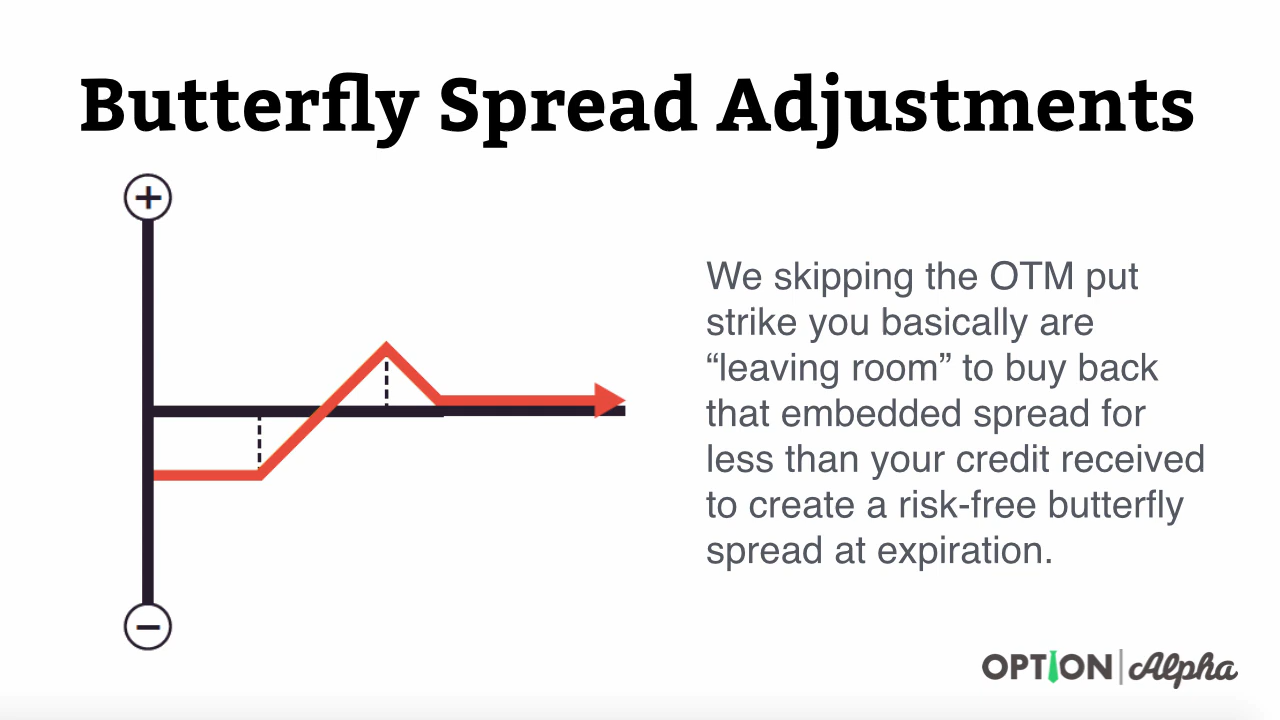 Butterfly Spread Adjustments
+
We skipping the OTM put
strike you basically are
“leaving room” to buy back
that embedded spread for
less than your credit received
to create a risk-free butterfly
spread at expiration.
−
OPTION | Alpha